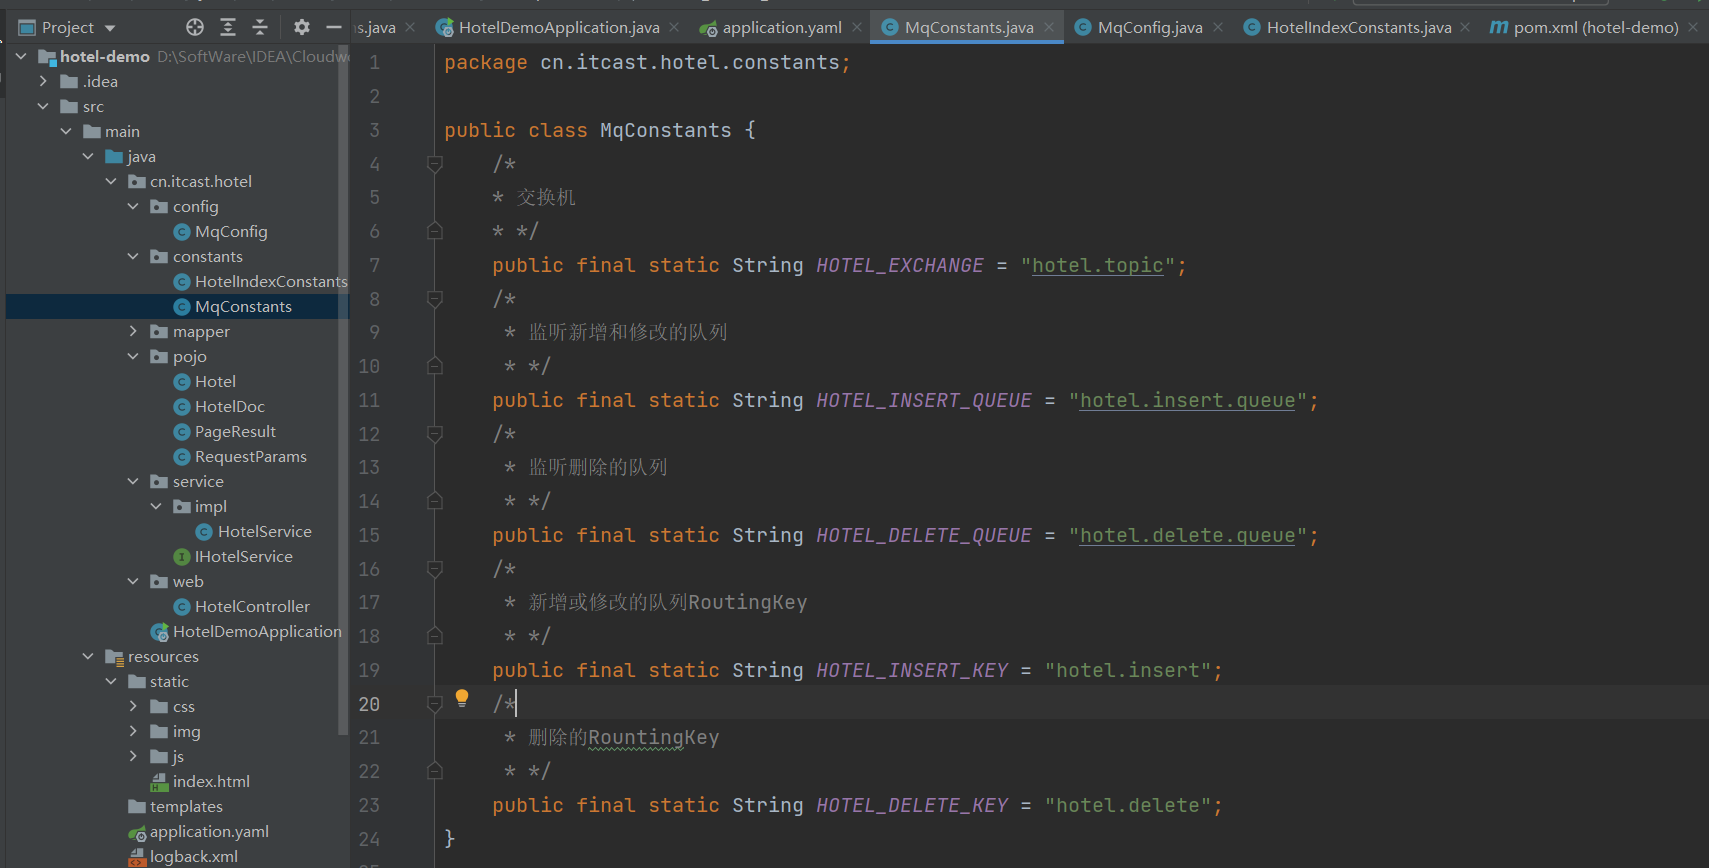 Project
ns.java
HotelDemoApplication.java
application.yaml
MqConstants.java
MqConfig.java
HotelIndexConstants.java
pom.xml (hotel-demo)
hotel-demo D:\SoftWare\IDEA\Cloudw
.idea
src
main
java
cn.itcast.hotel
config
MqConfig
constants
HotelIndexConstants
MqConstants
mapper
pojo
Hotel
HotelDoc
PageResult
RequestParams
service
impl
HotelService
IHotelService
web
HotelController
HotelDemoApplication
resources
static
css
img
js
index.html
templates
application.yaml
logback.xml
1 package cn.itcast.hotel.constants;
2
3 public class MqConstants {
4 /*
5 * 交换机
6 * */
7 public final static String HOTEL_EXCHANGE = "hotel.topic";
8 /*
9 * 监听新增和修改的队列
10 * */
11 public final static String HOTEL_INSERT_QUEUE = "hotel.insert.queue";
12 /*
13 * 监听删除的队列
14 * */
15 public final static String HOTEL_DELETE_QUEUE = "hotel.delete.queue";
16 /*
17 * 新增或修改的队列RoutingKey
18 * */
19 public final static String HOTEL_INSERT_KEY = "hotel.insert";
20 /*
21 * 删除的RountingKey
22 * */
23 public final static String HOTEL_DELETE_KEY = "hotel.delete";
24 }